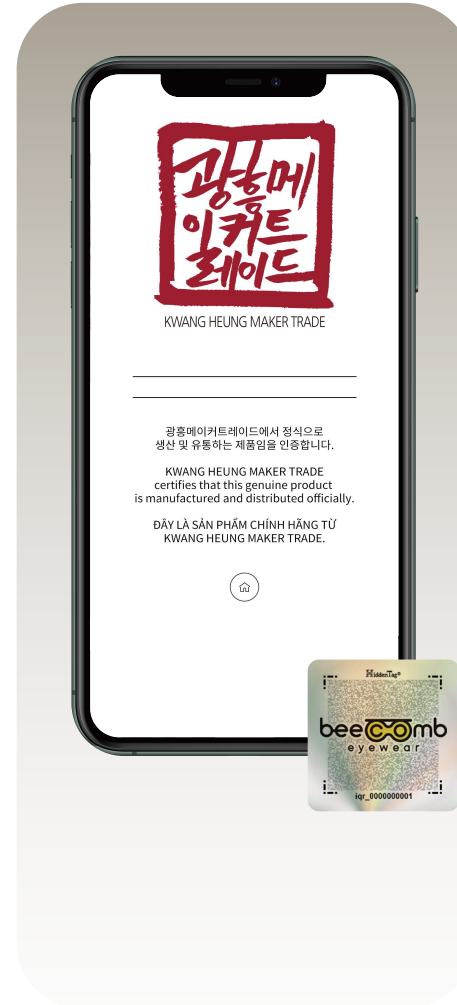 광흥메
이커트
레이드
KWANG HEUNG MAKER TRADE
광흥메이커트레이드에서 정식으로
생산 및 유통하는 제품임을 인증합니다.
KWANG HEUNG MAKER TRADE
certifies that this genuine product
is manufactured and distributed officially.
ĐÂY LÀ SẢN PHẨM CHÍNH HÃNG TỪ
KWANG HEUNG MAKER TRADE.
HiddenTag®
beecomb
eyewear
iqr_0000000001